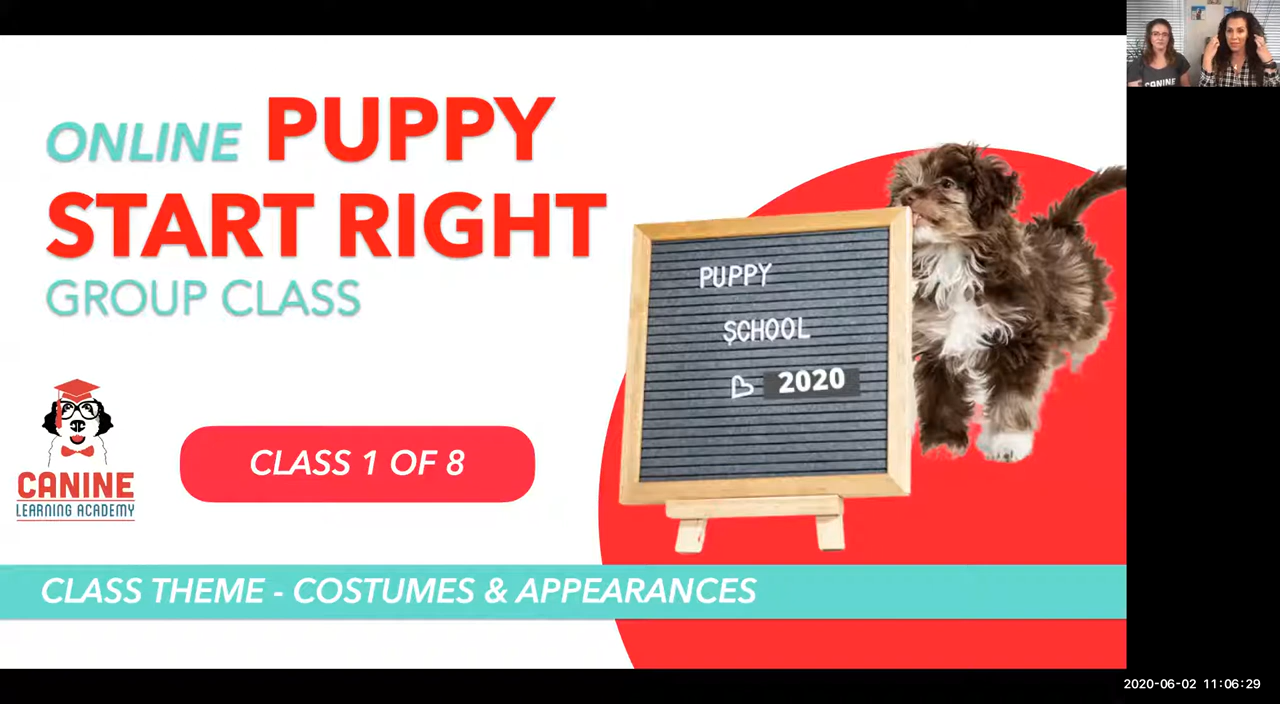 ONLINE PUPPY
START RIGHT
GROUP CLASS
PUPPY
SCHOOL
2020
CANINE
LEARNING ACADEMY
CLASS 1 OF 8
CLASS THEME - COSTUMES & APPEARANCES
CANINE
2020-06-02 11:06:29